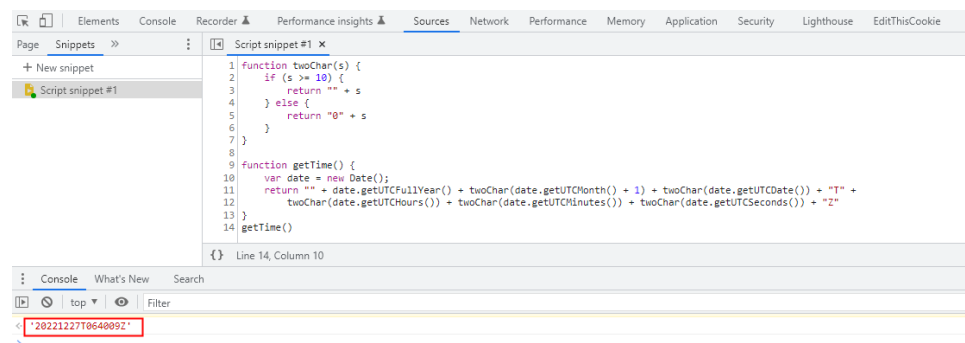 Elements Console Recorder Performance insights Sources Network Performance Memory Application Security Lighthouse EditThisCookie
Page Snippets » Script snippet #1 ×
+ New snippet
Script snippet #1
1 function twoChar(s) {
2     if (s >= 10) {
3         return "" + s
4     } else {
5         return "0" + s
6     }
7 }
8
9 function getTime() {
10     var date = new Date();
11     return "" + date.getUTCFullYear() + twoChar(date.getUTCMonth() + 1) + twoChar(date.getUTCDate()) + "T" +
12         twoChar(date.getUTCHours()) + twoChar(date.getUTCMinutes()) + twoChar(date.getUTCSeconds()) + "Z"
13 }
14 getTime()
{} Line 14, Column 10
Console What's New Search
top ▼ Filter
'20221227T064009Z'